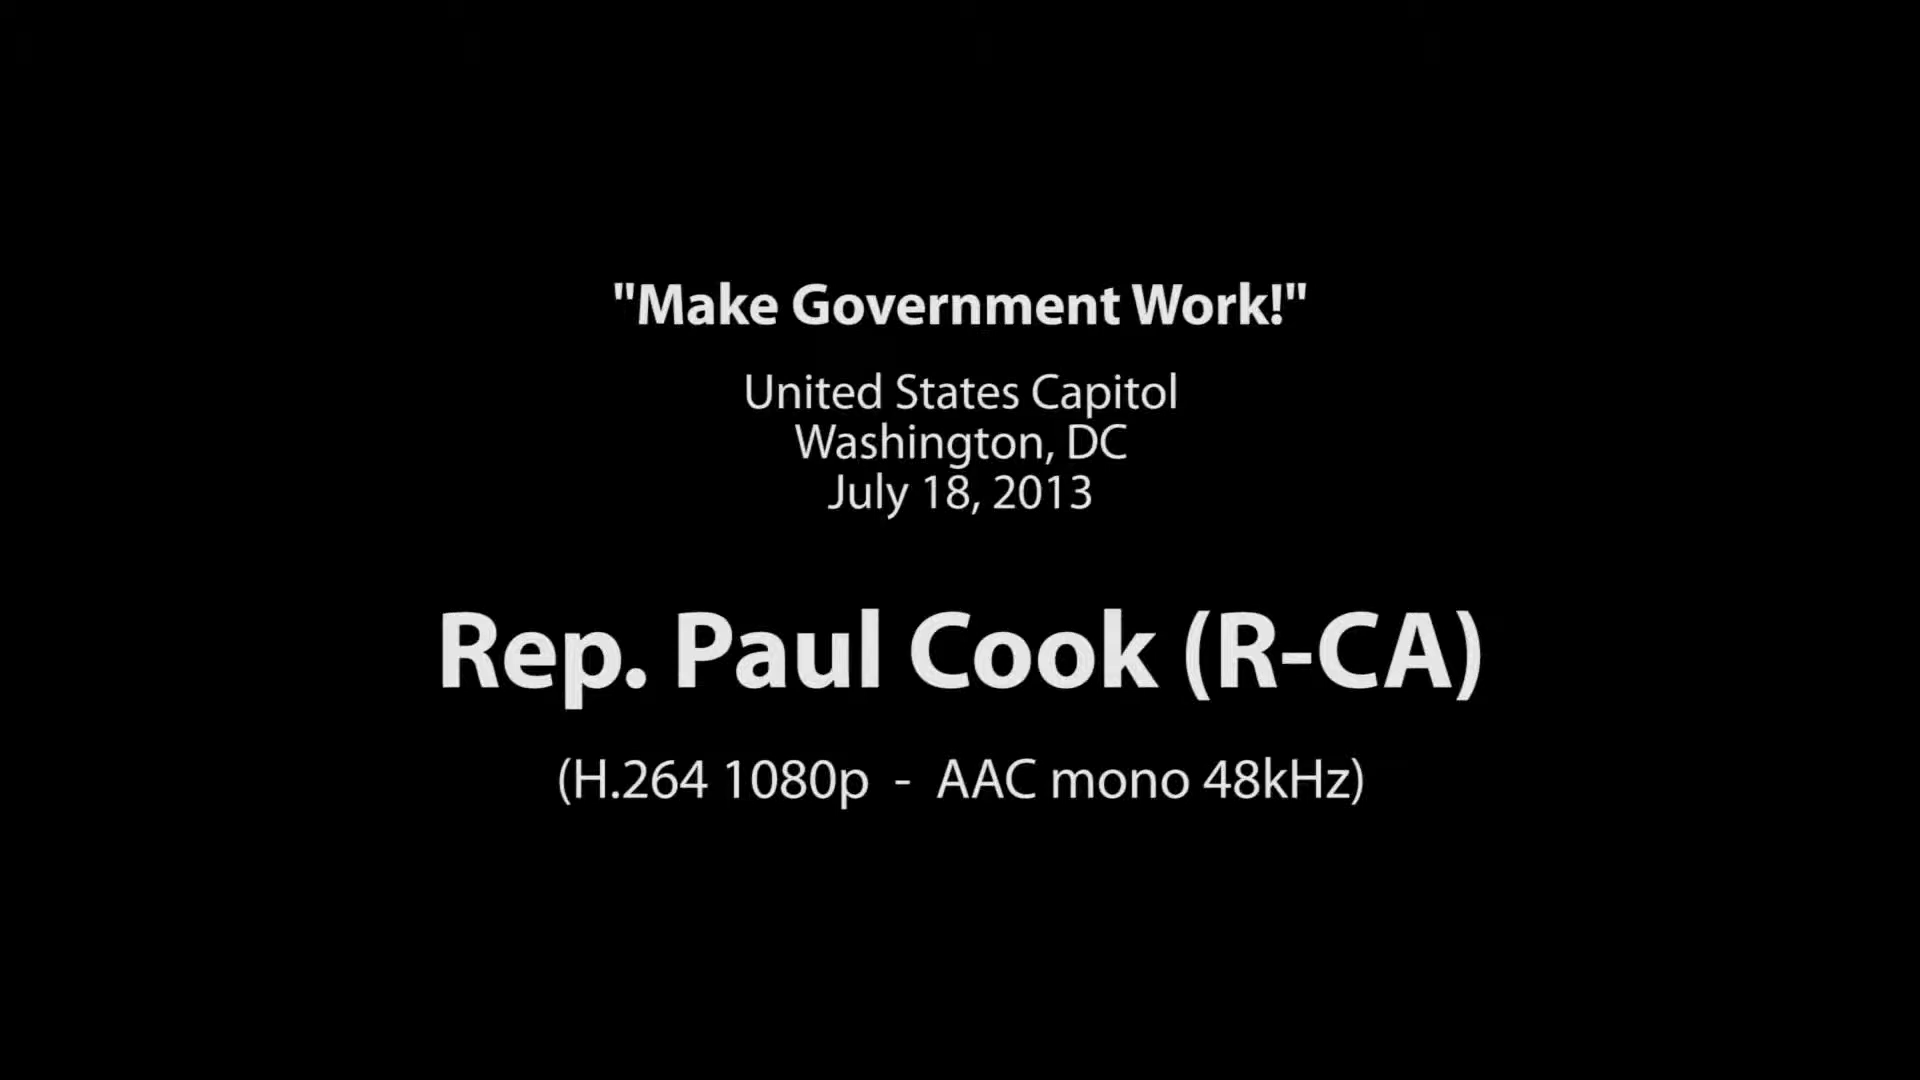 "Make Government Work!"
United States Capitol
Washington, DC
July 18, 2013
Rep. Paul Cook (R-CA)
(H.264 1080p - AAC mono 48kHz)